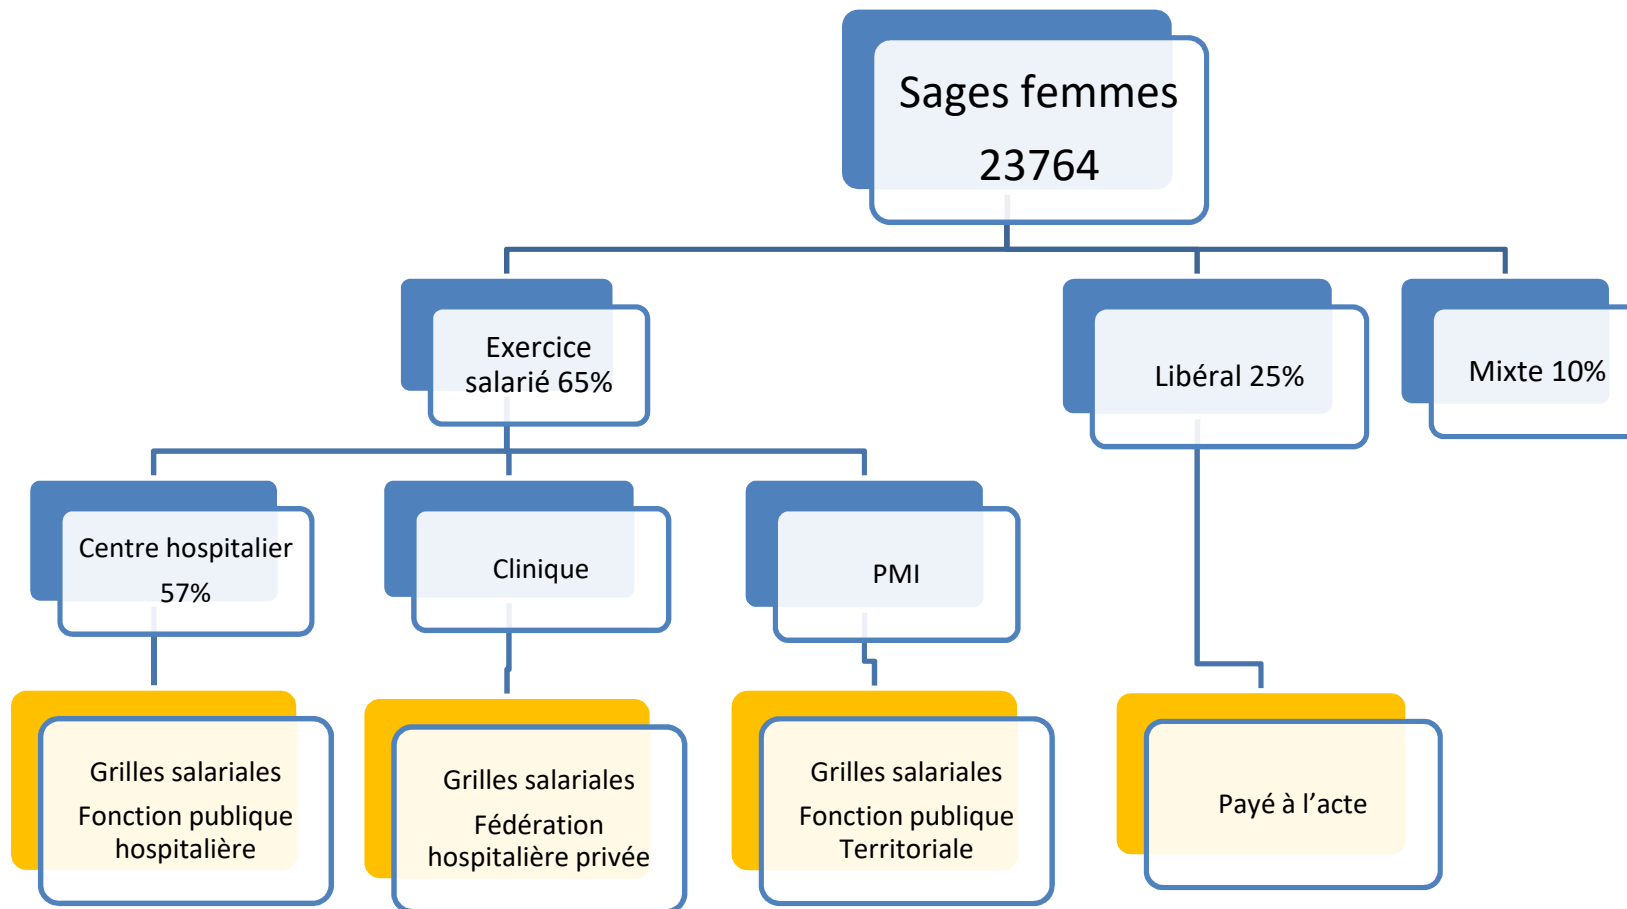 Sages femmes
23764
Exercice
salarié 65%
Libéral 25%
Mixte 10%
Centre hospitalier
57%
Clinique
PMI
Grilles salariales
Fonction publique
hospitalière
Grilles salariales
Fédération
hospitalière privée
Grilles salariales
Fonction publique
Territoriale
Payé à l’acte